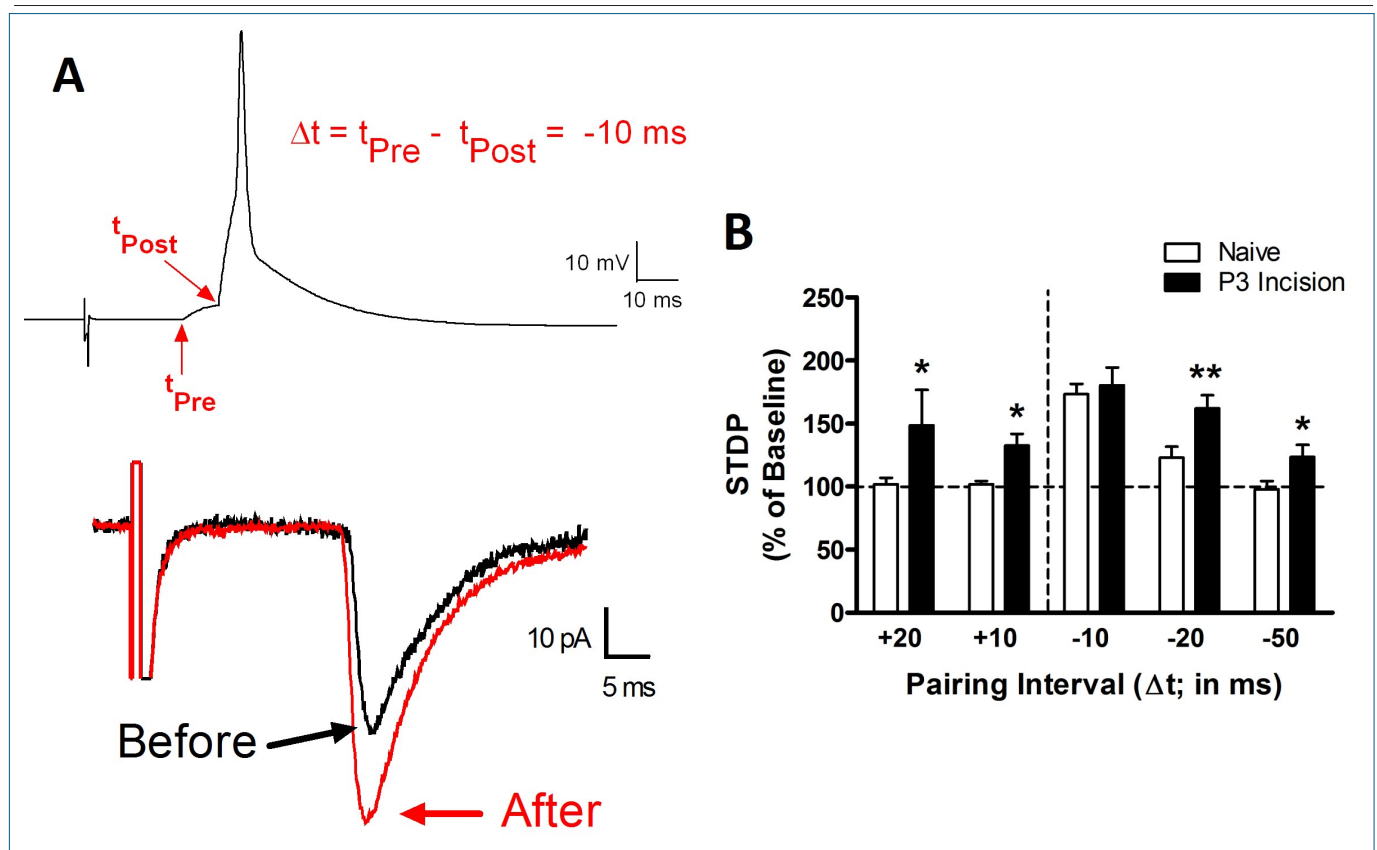 A
Δt = tPre - tPost = -10 ms
tPost
10 mV
10 ms
tPre
10 pA
5 ms
Before
After
B
Naive
P3 Incision
250
200
150
100
50
0
STDP
(% of Baseline)
*
*
**
*
+20 +10 -10 -20 -50
Pairing Interval (Δt; in ms)